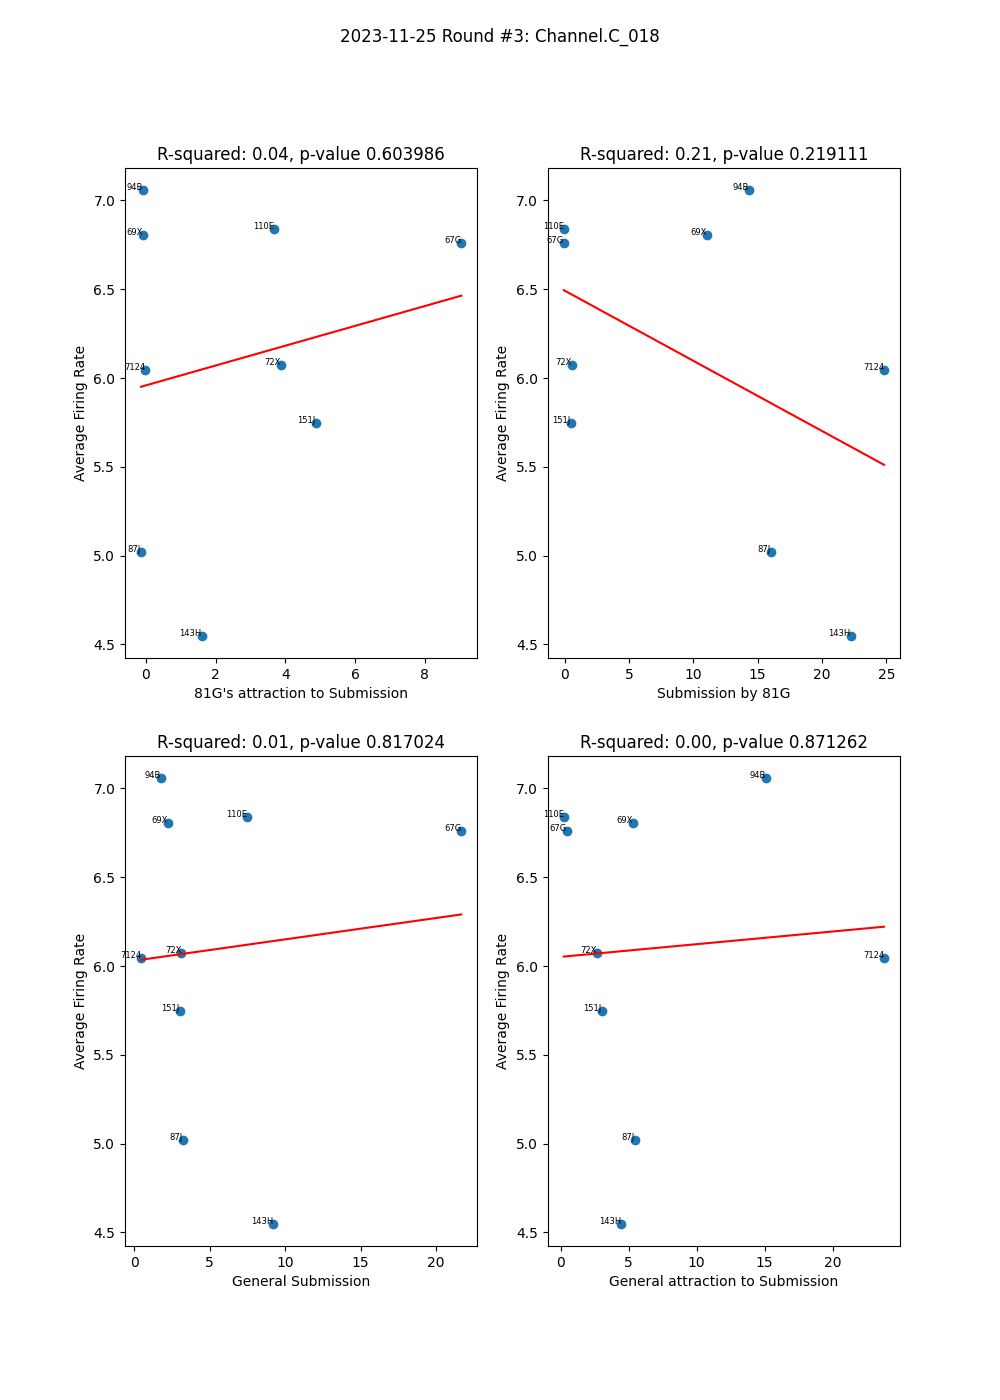 2023-11-25 Round #3: Channel.C_018
R-squared: 0.04, p-value 0.603986
Average Firing Rate
7.0
6.5
6.0
5.5
5.0
4.5
94B
69X
110E
67G
7124
72X
151J
87J
143H
0 2 4 6 8
81G's attraction to Submission
R-squared: 0.21, p-value 0.219111
Average Firing Rate
7.0
6.5
6.0
5.5
5.0
4.5
94B
110E
69X
67G
72X
7124
151J
87J
143H
0 5 10 15 20 25
Submission by 81G
R-squared: 0.01, p-value 0.817024
Average Firing Rate
7.0
6.5
6.0
5.5
5.0
4.5
94B
110E
69X
67G
72X
7124
151J
87J
143H
0 5 10 15 20
General Submission
R-squared: 0.00, p-value 0.871262
Average Firing Rate
7.0
6.5
6.0
5.5
5.0
4.5
94B
110E
69X
67G
72X
7124
151J
87J
143H
0 5 10 15 20
General attraction to Submission